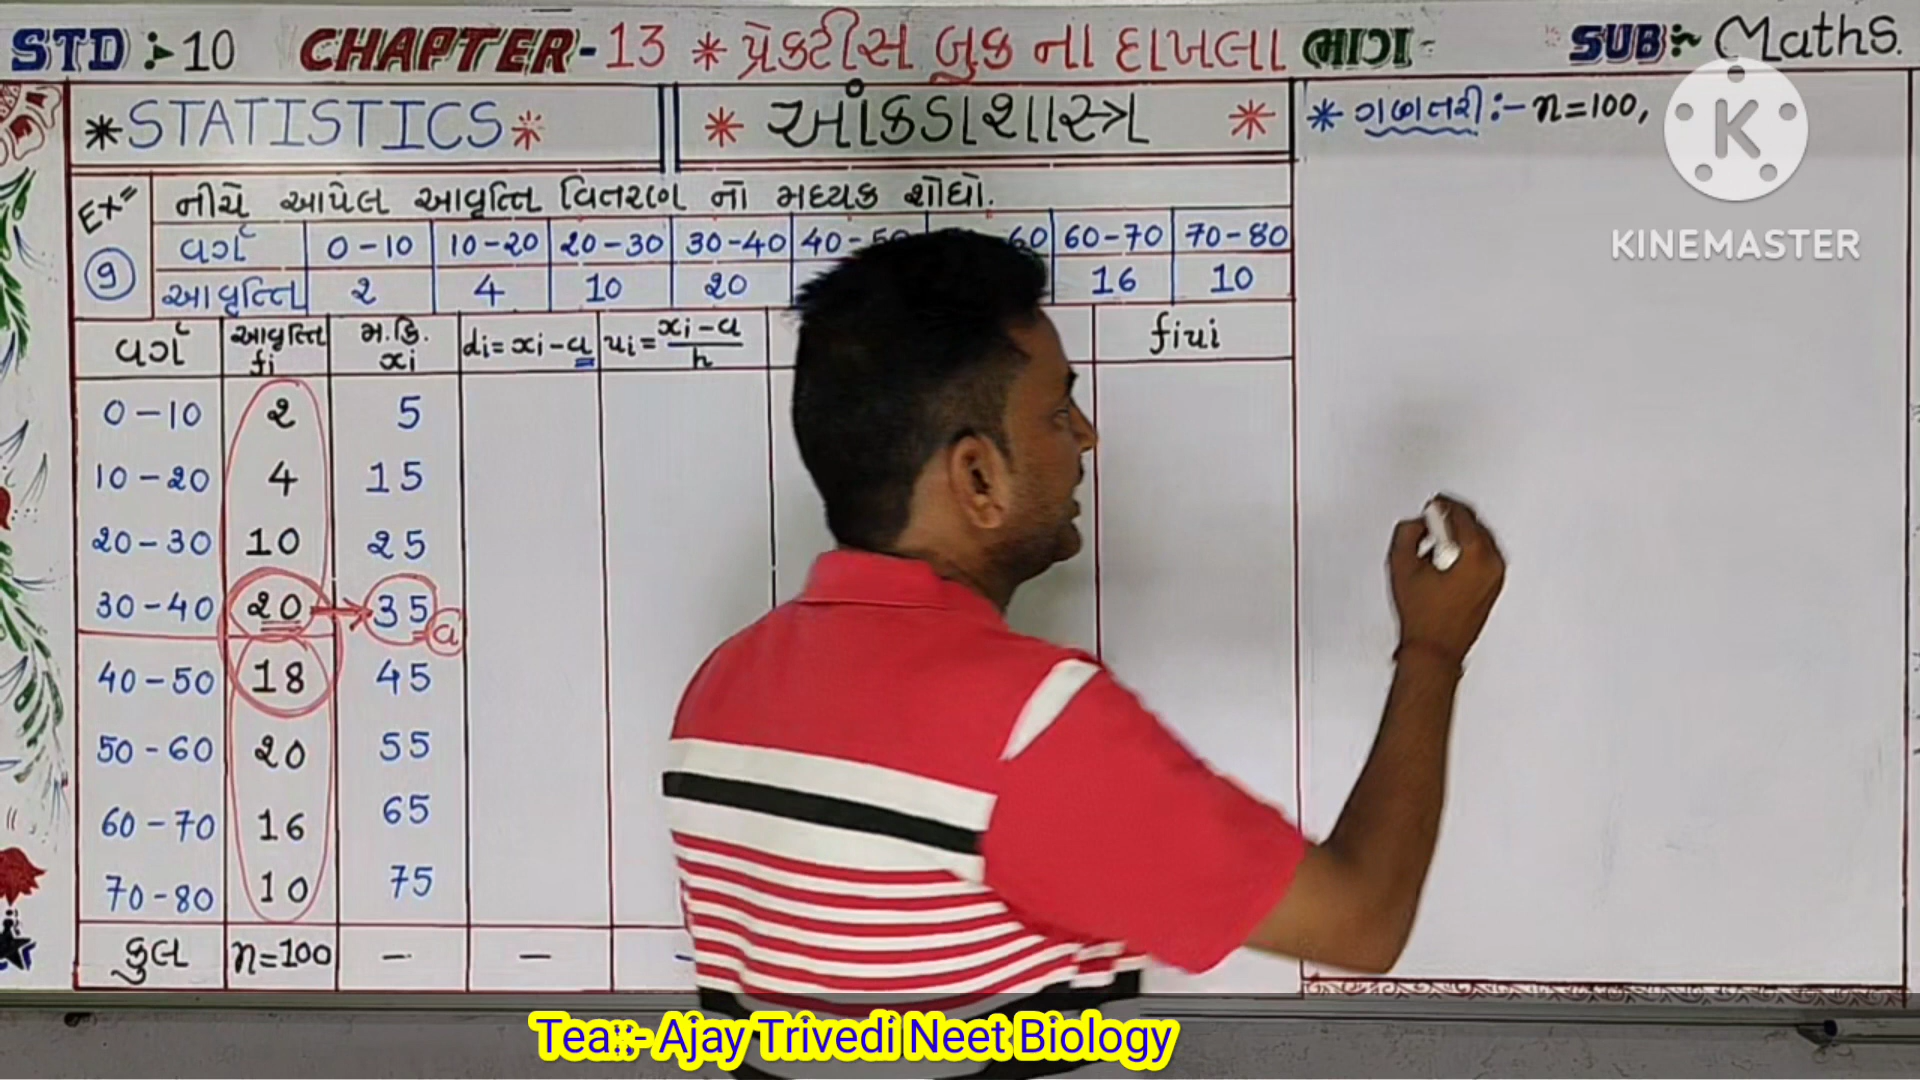 STD :- 10 CHAPTER - 13 * પ્રેક્ટીસ બુક ના દાખલા ભાગ - SUB :- Maths.
* STATISTICS * * આંકડાશાસ્ત્ર * * ગણતરી :- n=100,
K
KINEMASTER
Ex=
નીચે આપેલ આવૃત્તિ વિતરણ નો મધ્યક શોધો.
9 વર્ગ 0-10 10-20 20-30 30-40 40-50 60 60-70 70-80
આવૃત્તિ 2 4 10 20 16 10
વર્ગ આવૃત્તિ fi મ.કિ. xi di = xi - a ui = xi - a / h fiui
0-10 2 5
10-20 4 15
20-30 10 25
30-40 20 → 35 = a
40-50 18 45
50-60 20 55
60-70 16 65
70-80 10 75
કુલ n=100 - - -
Tea::- Ajay Trivedi Neet Biology